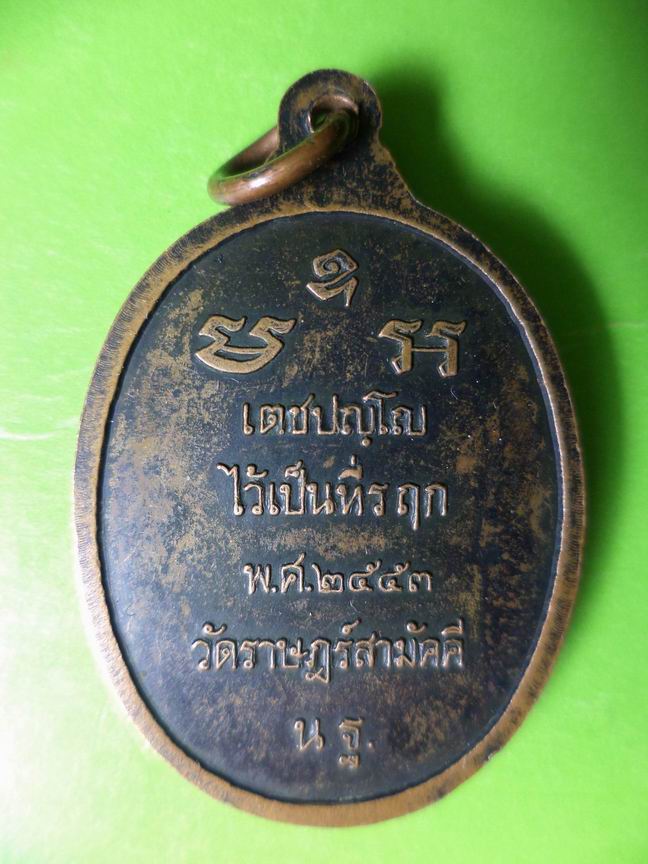 เตชปญฺโญ
ไว้เป็นที่รฤก
พ.ศ.๒๕๕๓
วัดราษฎร์สามัคคี
น ฐ.